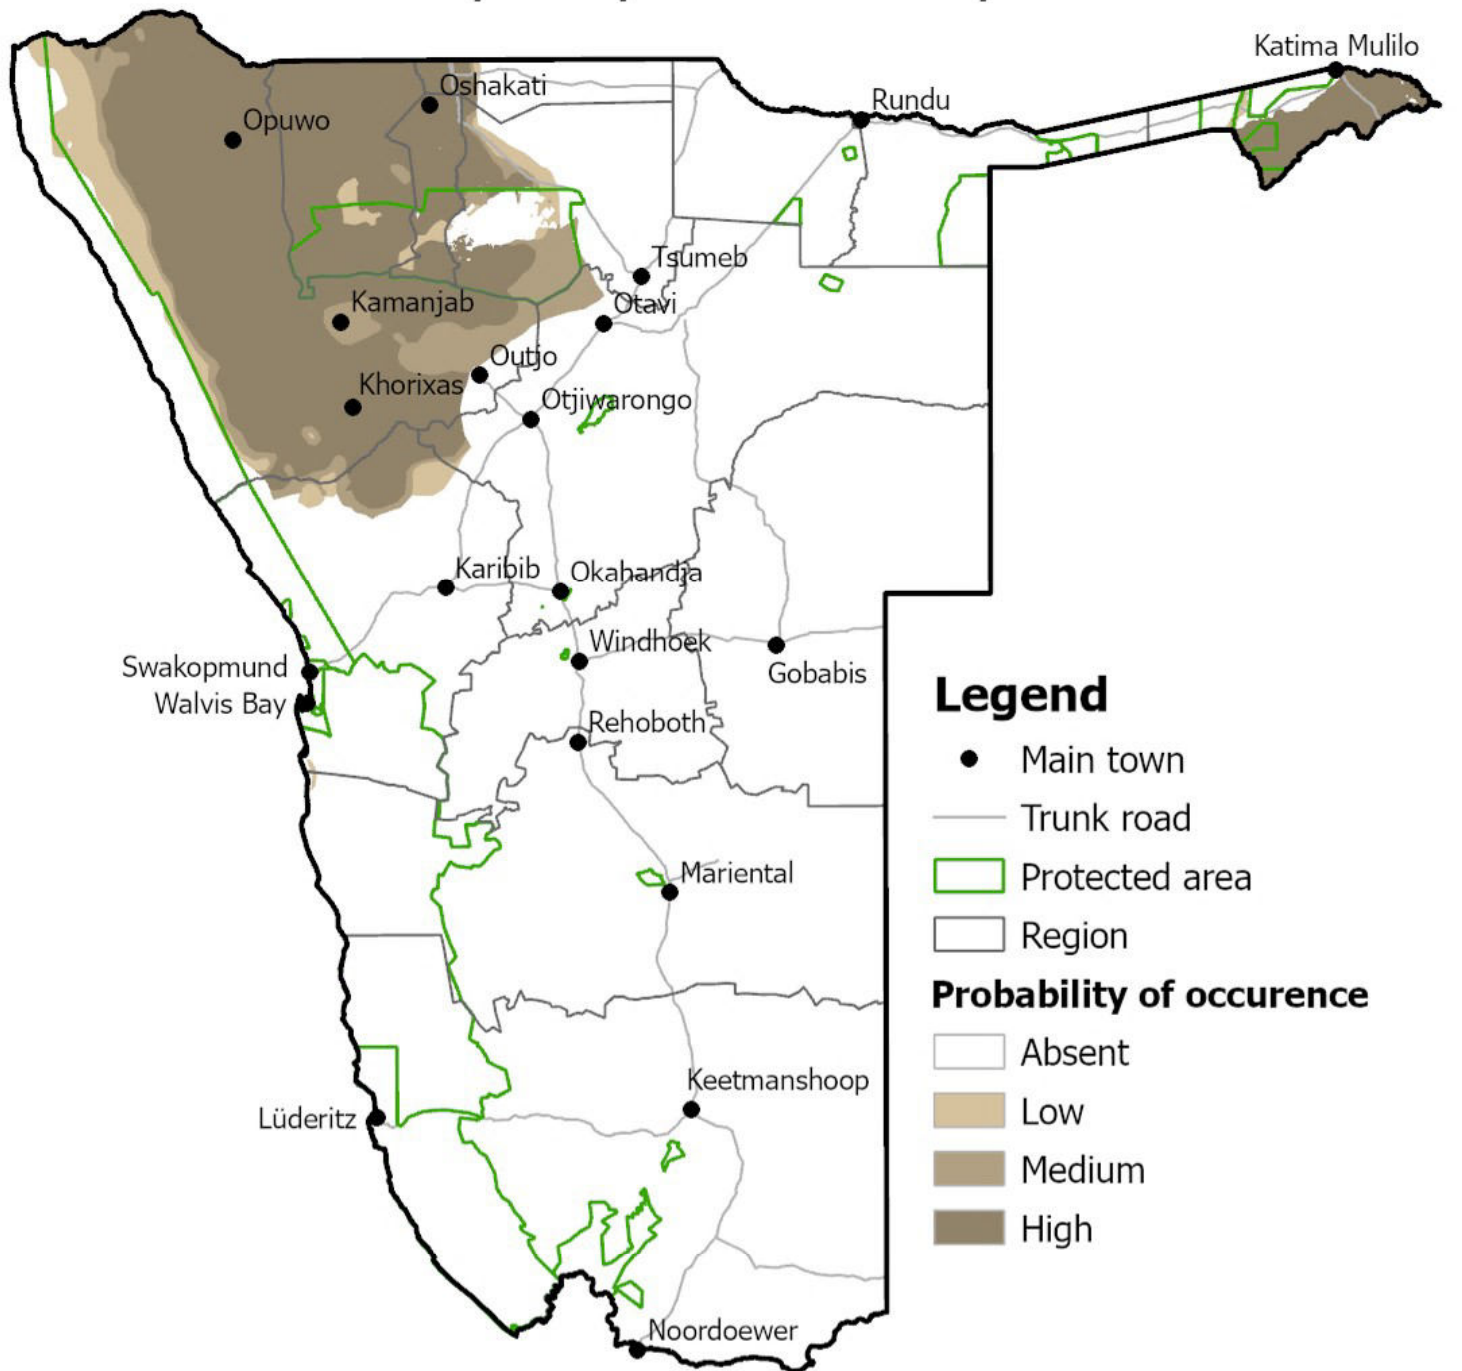 Katima Mulilo
Oshakati
Rundu
Opuwo
Tsumeb
Kamanjab
Otavi
Outjo
Khorixas
Otjiwarongo
Karibib
Okahandja
Windhoek
Swakopmund
Gobabis
Walvis Bay
Rehoboth
Mariental
Keetmanshoop
Lüderitz
Noordoewer
Legend
Main town
Trunk road
Protected area
Region
Probability of occurence
Absent
Low
Medium
High